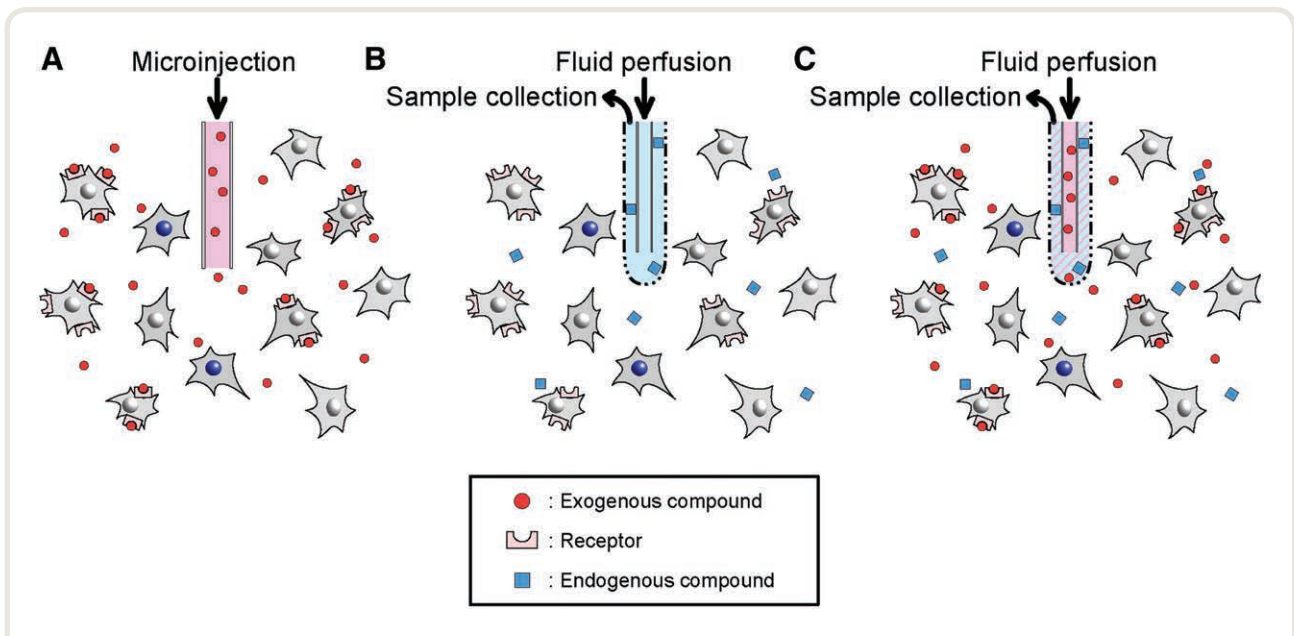 A
Microinjection
B
Fluid perfusion
Sample collection
C
Fluid perfusion
Sample collection
: Exogenous compound
: Receptor
: Endogenous compound